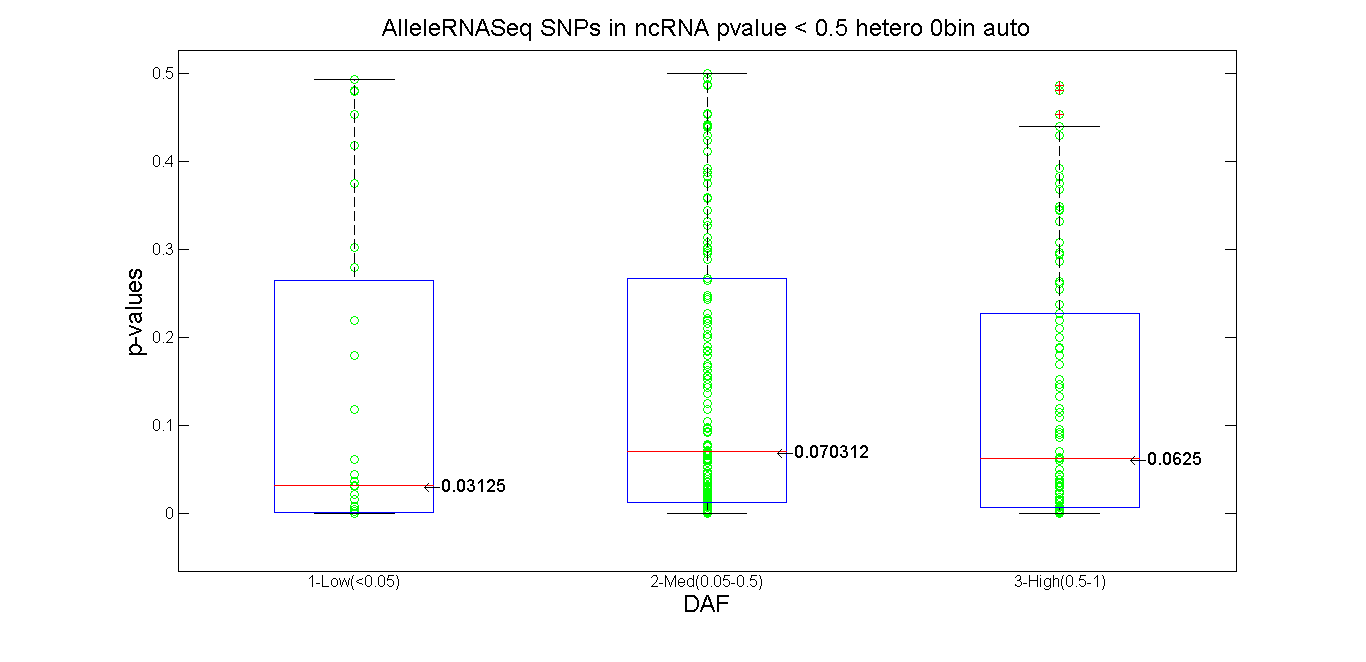 AlleleRNASeq SNPs in ncRNA pvalue < 0.5 hetero 0bin auto
0.5
0.4
0.3
0.2
0.1
0
p-values
0.03125
0.070312
0.0625
1-Low(<0.05)
2-Med(0.05-0.5)
3-High(0.5-1)
DAF